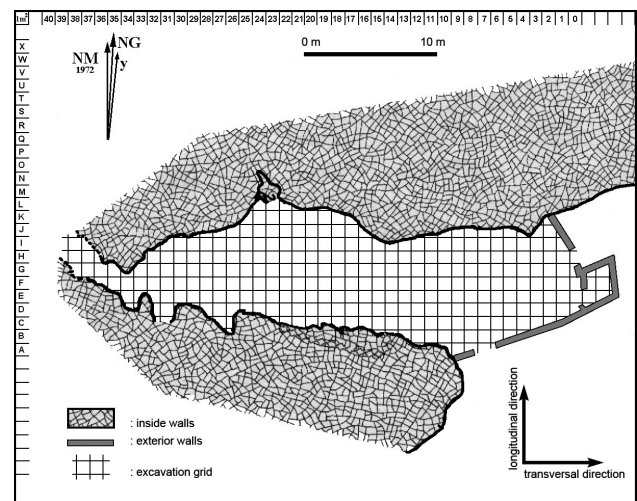 1m² 40 39 38 37 36 35 34 33 32 31 30 29 28 27 26 25 24 23 22 21 20 19 18 17 16 15 14 13 12 11 10 9 8 7 6 5 4 3 2 1 0
X
W
V
U
T
S
R
Q
P
O
N
M
L
K
J
I
H
G
F
E
D
C
B
A
NG
NM
1972
y
0 m 10 m
: inside walls
: exterior walls
: excavation grid
longitudinal direction
transversal direction